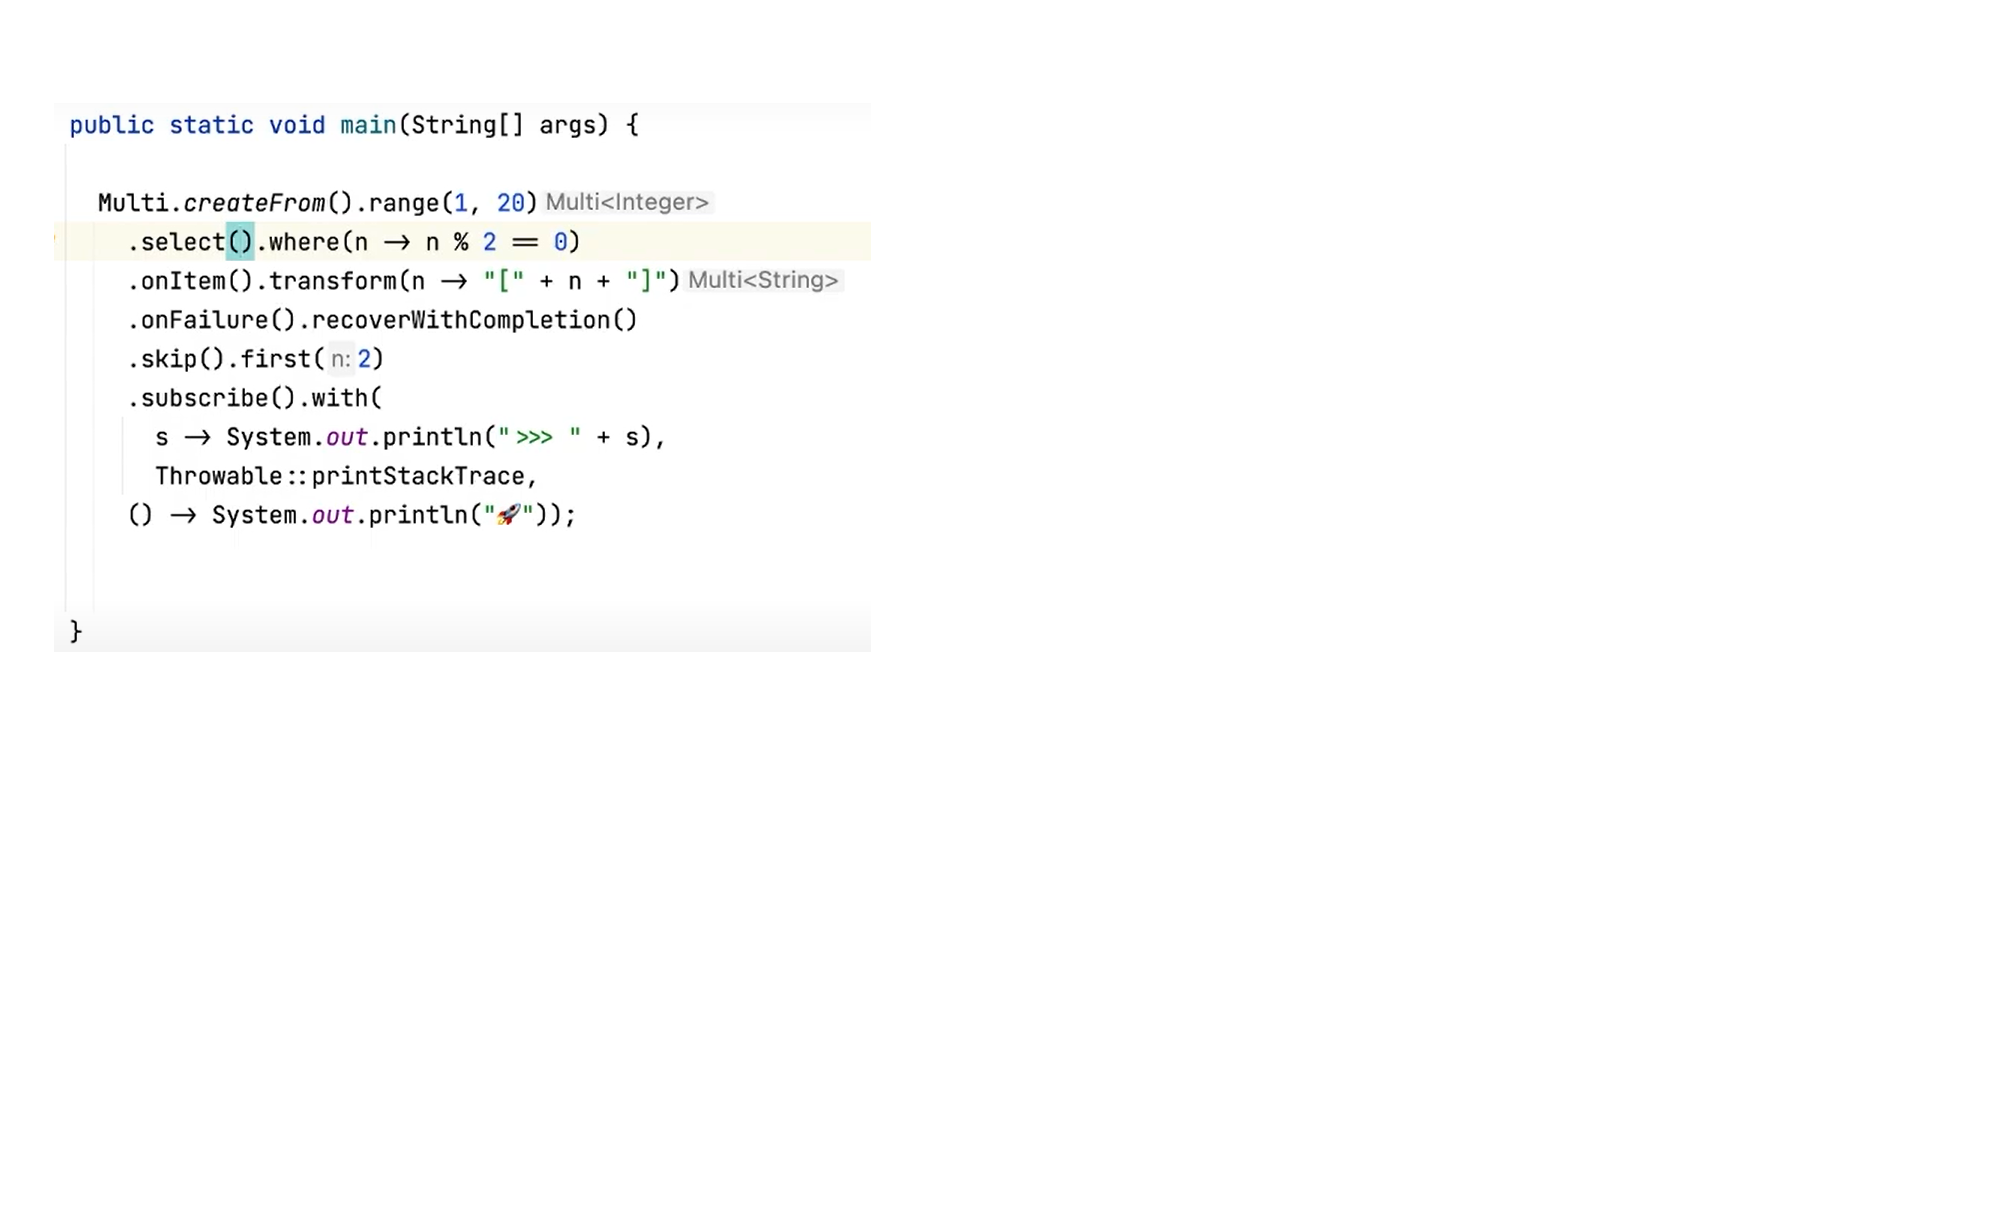 public static void main(String[] args) {
Multi.createFrom().range(1, 20) Multi<Integer>
.select().where(n → n % 2 == 0)
.onItem().transform(n → "[" + n + "]") Multi<String>
.onFailure().recoverWithCompletion()
.skip().first( n: 2)
.subscribe().with(
s → System.out.println(">>> " + s),
Throwable::printStackTrace,
() → System.out.println("🚀"));
}